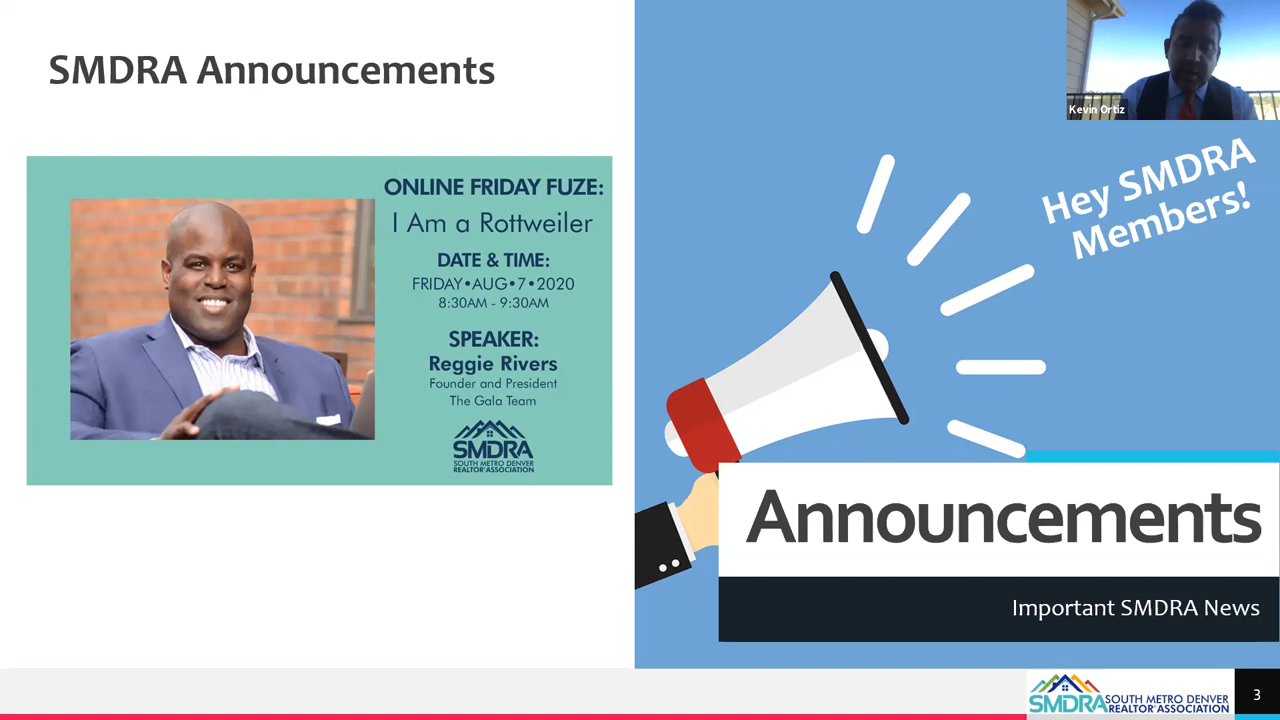 SMDRA Announcements
ONLINE FRIDAY FUZE:
I Am a Rottweiler
DATE & TIME:
FRIDAY•AUG•7•2020
8:30AM - 9:30AM
SPEAKER:
Reggie Rivers
Founder and President
The Gala Team
SMDRA
SOUTH METRO DENVER
REALTOR® ASSOCIATION
Kevin Ortiz
Hey SMDRA
Members!
Announcements
Important SMDRA News
SMDRA
SOUTH METRO DENVER
REALTOR® ASSOCIATION
3